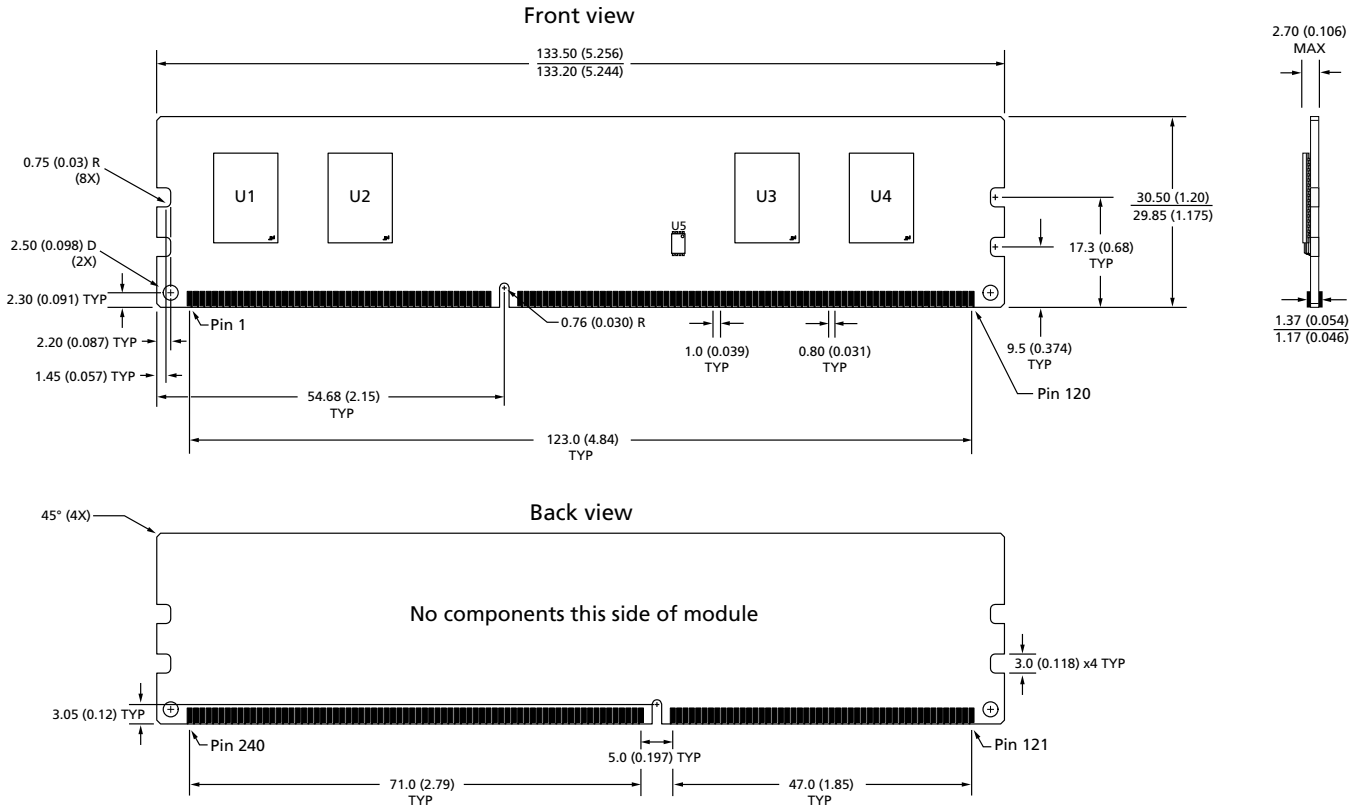 Front view
133.50 (5.256)
133.20 (5.244)
2.70 (0.106)
MAX
0.75 (0.03) R
(8X)
U1
U2
U3
U4
U5
2.50 (0.098) D
(2X)
30.50 (1.20)
29.85 (1.175)
17.3 (0.68)
TYP
2.30 (0.091) TYP
Pin 1
0.76 (0.030) R
2.20 (0.087) TYP
1.0 (0.039)
TYP
0.80 (0.031)
TYP
9.5 (0.374)
TYP
1.37 (0.054)
1.17 (0.046)
1.45 (0.057) TYP
54.68 (2.15)
TYP
Pin 120
123.0 (4.84)
TYP
Back view
45° (4X)
No components this side of module
3.0 (0.118) x4 TYP
3.05 (0.12) TYP
Pin 240
5.0 (0.197) TYP
Pin 121
71.0 (2.79)
TYP
47.0 (1.85)
TYP